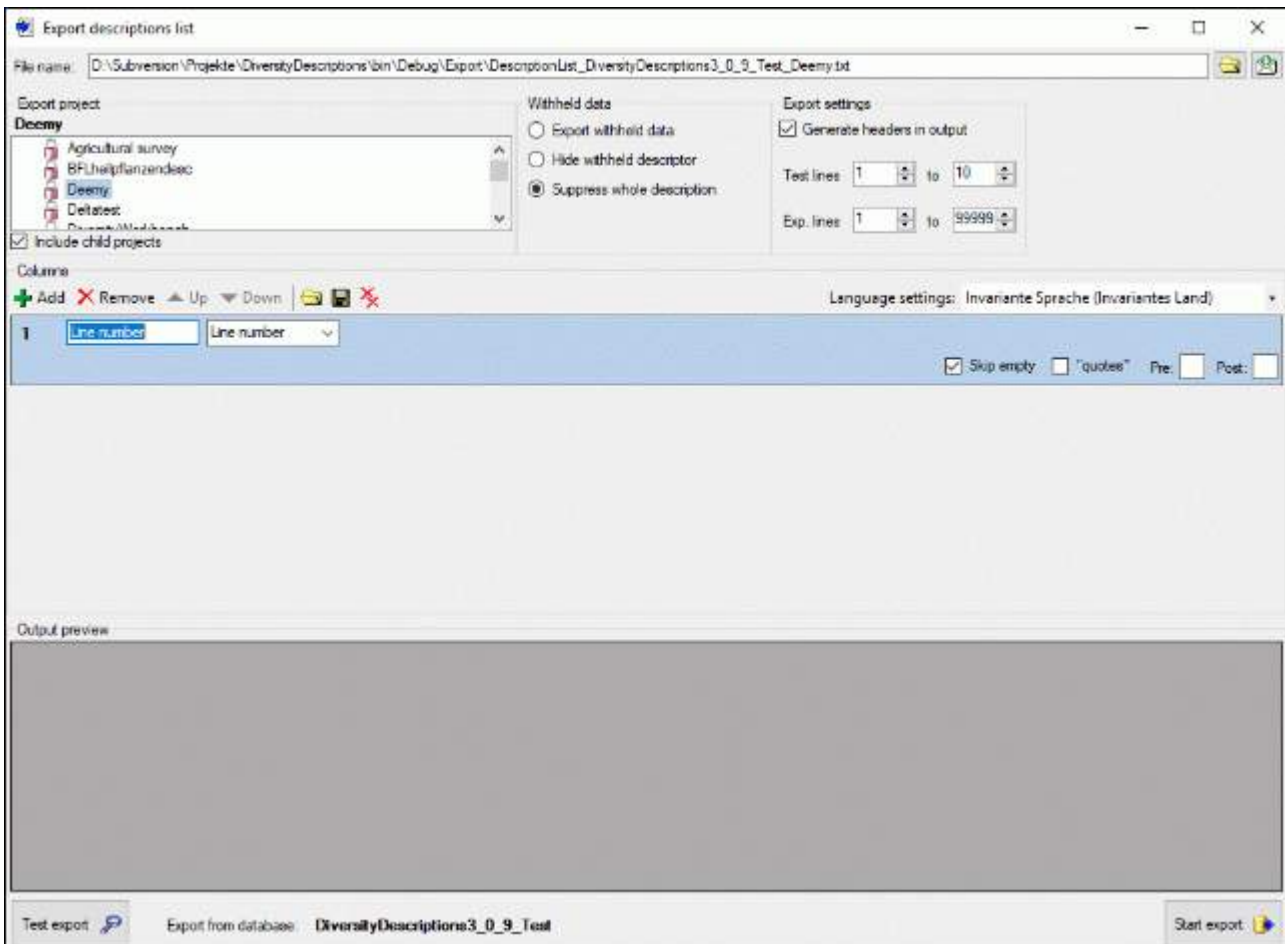 Export descriptions list
File name: D:\Subversion\Projekte\DiversityDescriptions\bin\Debug\Export\DescriptionList_DiversityDescriptions3_0_9_Test_Deemy.txt
Export project
Deemy
Agricultural survey
BFLheilpflanzendesc
Deemy
Deltatest
Include child projects
Withheld data
Export withheld data
Hide withheld descriptor
Suppress whole description
Export settings
Generate headers in output
Test lines 1 to 10
Exp. lines 1 to 99999
Columns
Add Remove Up Down Language settings: Invariante Sprache (Invariantes Land)
1 Line number Line number
Skip empty "quotes" Pre: Post:
Output preview
Test export Export from database: DiversityDescriptions3_0_9_Test Start export